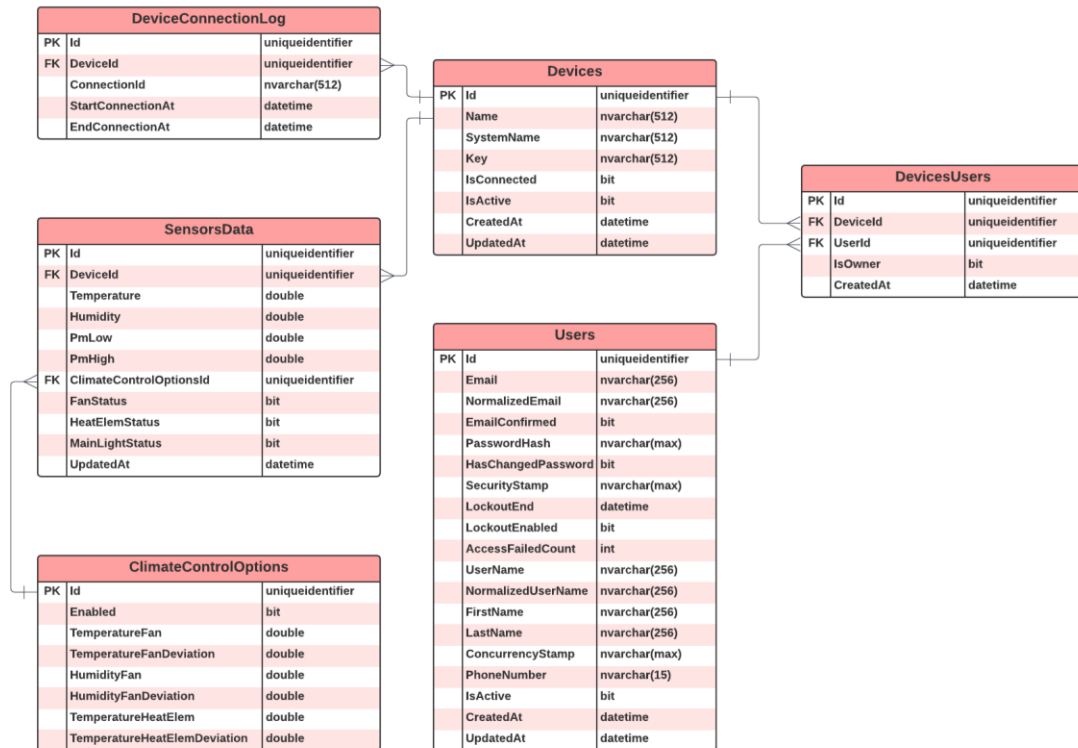 DeviceConnectionLog
PK Id uniqueidentifier
FK DeviceId uniqueidentifier
ConnectionId nvarchar(512)
StartConnectionAt datetime
EndConnectionAt datetime
Devices
PK Id uniqueidentifier
Name nvarchar(512)
SystemName nvarchar(512)
Key nvarchar(512)
IsConnected bit
IsActive bit
CreatedAt datetime
UpdatedAt datetime
DevicesUsers
PK Id uniqueidentifier
FK DeviceId uniqueidentifier
FK UserId uniqueidentifier
IsOwner bit
CreatedAt datetime
SensorsData
PK Id uniqueidentifier
FK DeviceId uniqueidentifier
Temperature double
Humidity double
PmLow double
PmHigh double
FK ClimateControlOptionsId uniqueidentifier
FanStatus bit
HeatElemStatus bit
MainLightStatus bit
UpdatedAt datetime
Users
PK Id uniqueidentifier
Email nvarchar(256)
NormalizedEmail nvarchar(256)
EmailConfirmed bit
PasswordHash nvarchar(max)
HasChangedPassword bit
SecurityStamp nvarchar(max)
LockoutEnd datetime
LockoutEnabled bit
AccessFailedCount int
UserName nvarchar(256)
NormalizedUserName nvarchar(256)
FirstName nvarchar(256)
LastName nvarchar(256)
ConcurrencyStamp nvarchar(max)
PhoneNumber nvarchar(15)
IsActive bit
CreatedAt datetime
UpdatedAt datetime
ClimateControlOptions
PK Id uniqueidentifier
Enabled bit
TemperatureFan double
TemperatureFanDeviation double
HumidityFan double
HumidityFanDeviation double
TemperatureHeatElem double
TemperatureHeatElemDeviation double